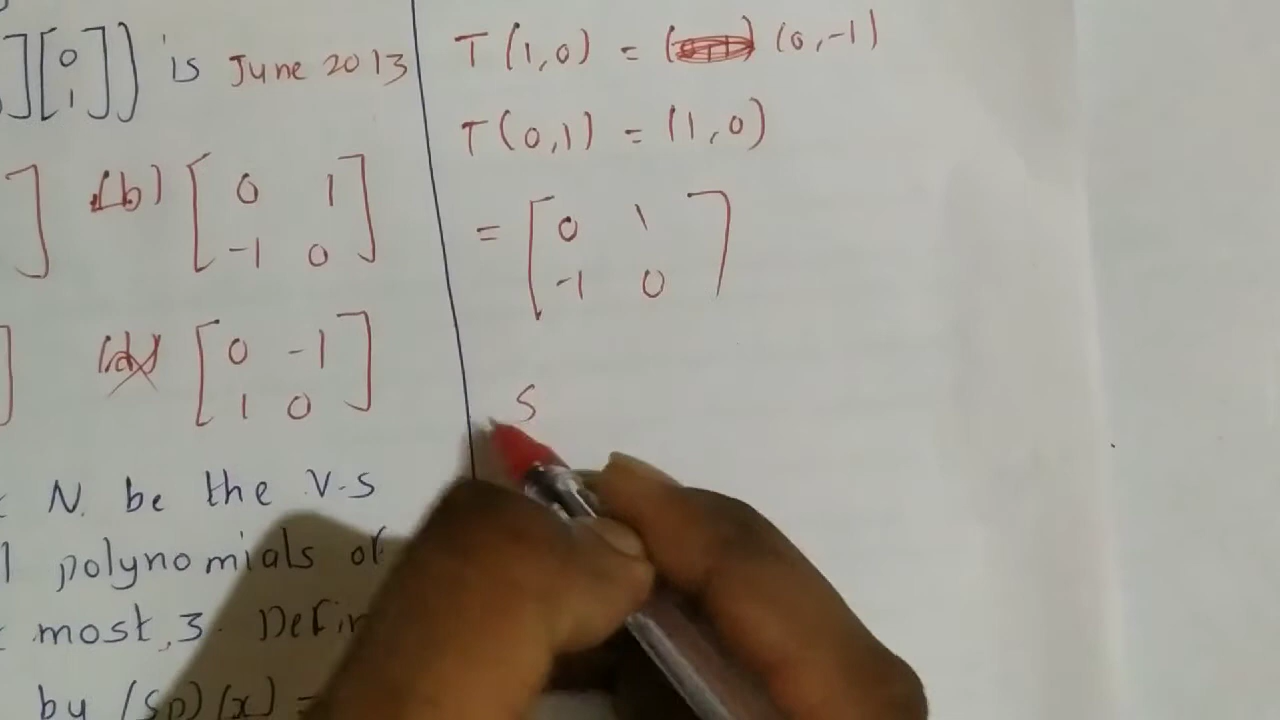 ][0 1]) is June 2013
] (b) [0 1
-1 0]
] (d) [0 -1
1 0]
N. be the V.S
polynomials of
most, 3. Defin
by (Sp)(x) =
T(1,0) = (0,-1)
T(0,1) = (1,0)
= [0 1
-1 0]
S